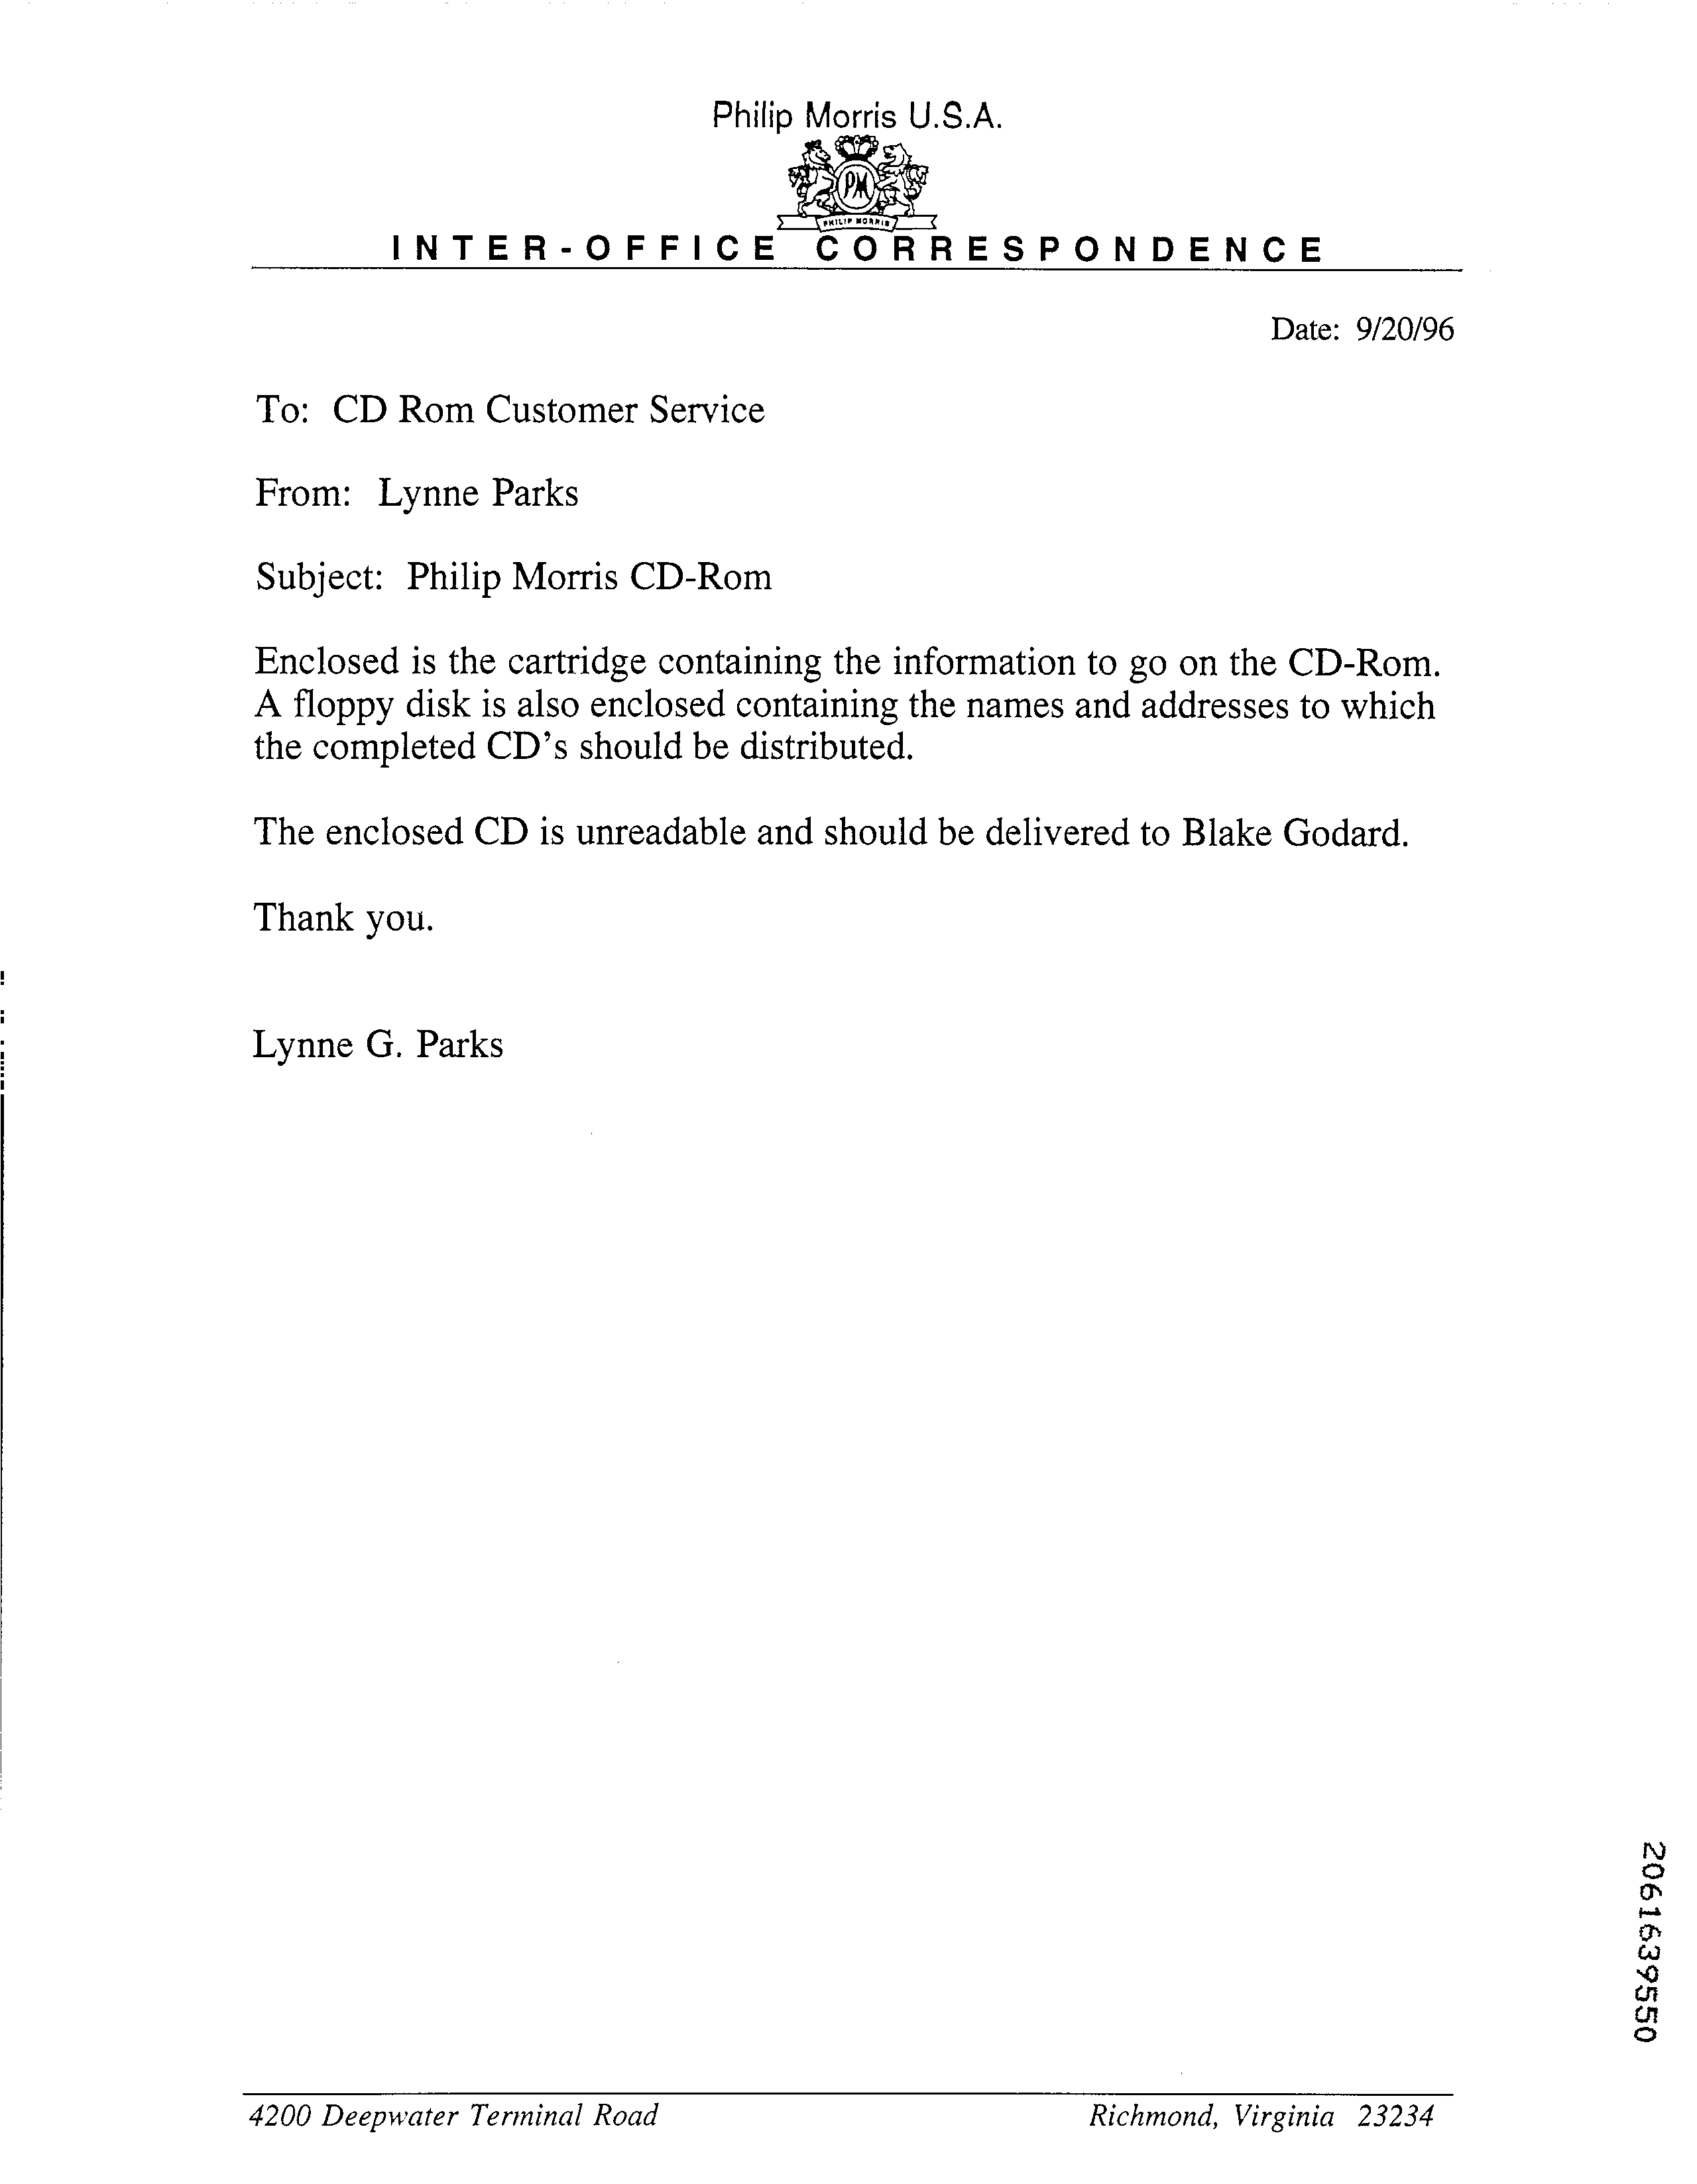 Philip Morris U.S.A.
PM
PHILIP MORRIS
INTER-OFFICE CORRESPONDENCE
Date: 9/20/96
To: CD Rom Customer Service
From: Lynne Parks
Subject: Philip Morris CD-Rom
Enclosed is the cartridge containing the information to go on the CD-Rom.
A floppy disk is also enclosed containing the names and addresses to which
the completed CD's should be distributed.
The enclosed CD is unreadable and should be delivered to Blake Godard.
Thank you.
Lynne G. Parks
2061639550
4200 Deepwater Terminal Road Richmond, Virginia 23234